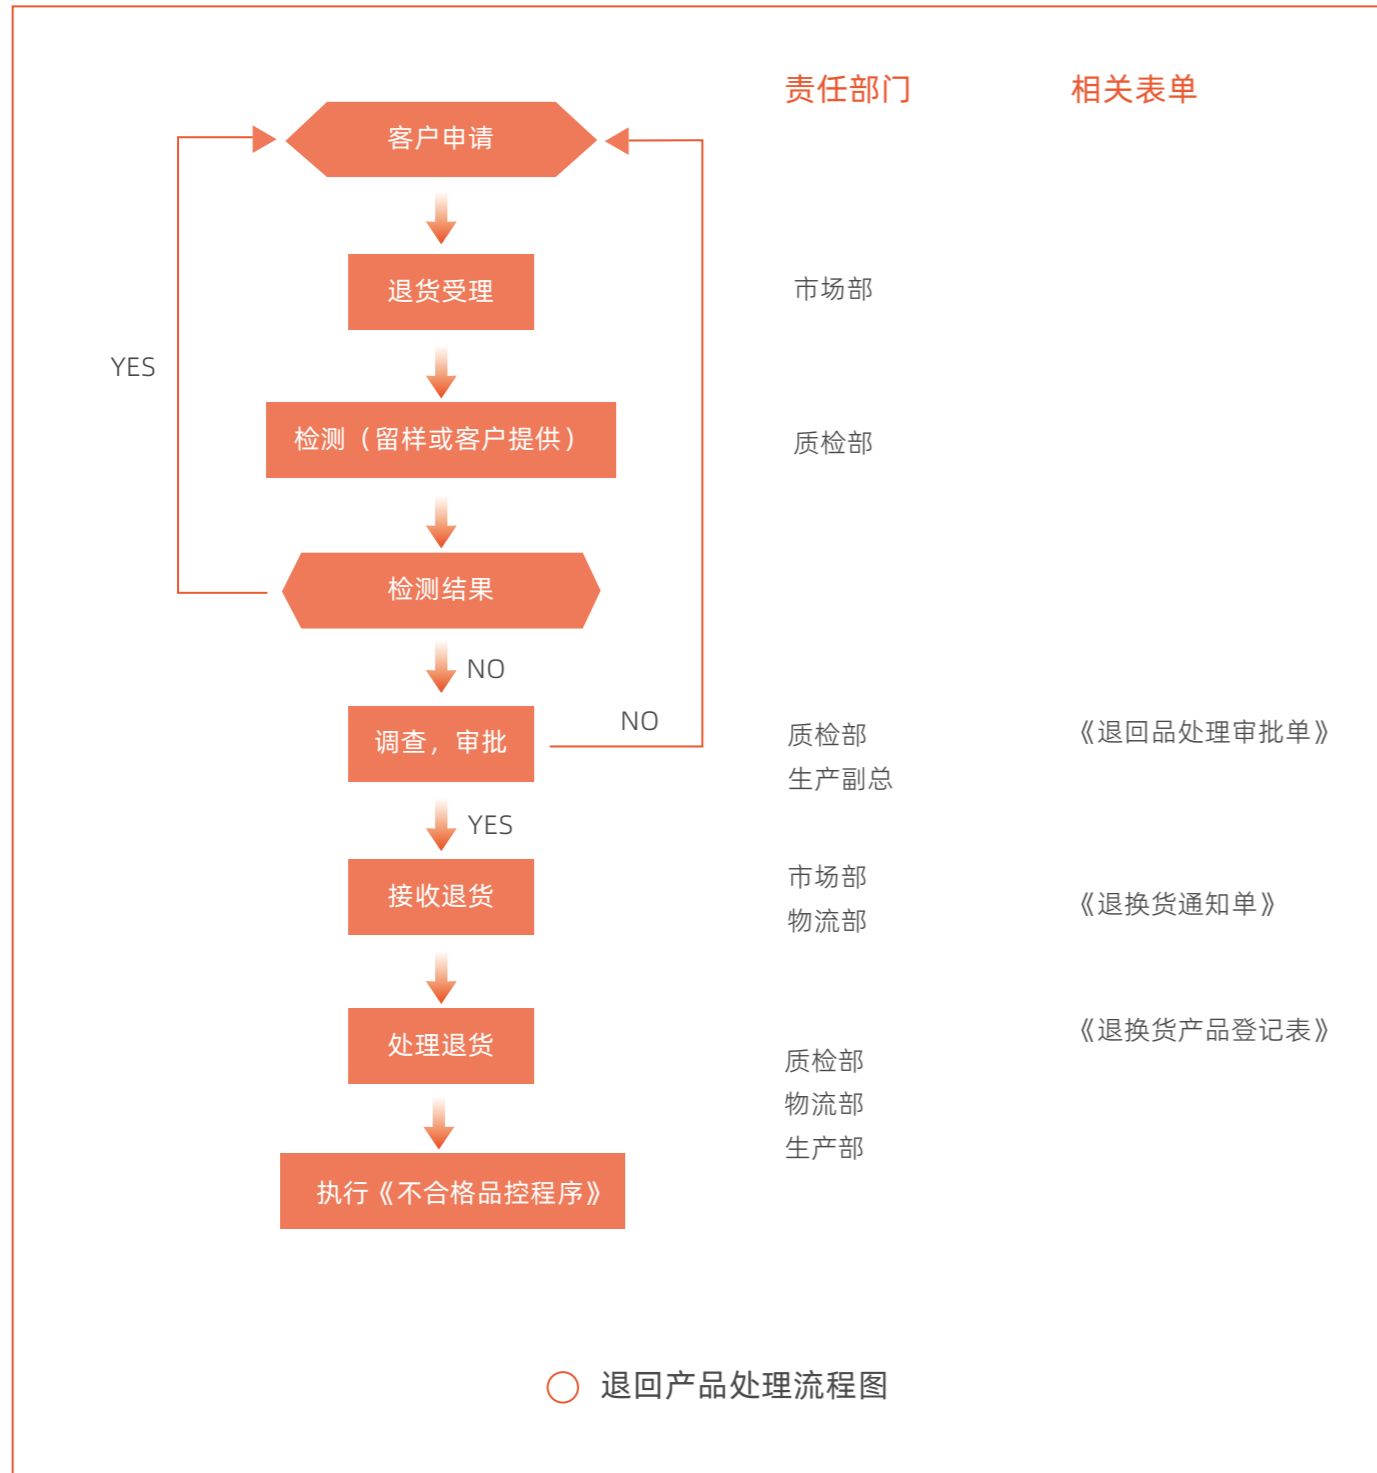 责任部门
相关表单
客户申请
退货受理
市场部
YES
检测（留样或客户提供）
质检部
检测结果
NO
调查，审批
NO
质检部
生产副总
《退回品处理审批单》
YES
接收退货
市场部
物流部
《退换货通知单》
处理退货
《退换货产品登记表》
质检部
物流部
生产部
执行《不合格品控程序》
退回产品处理流程图